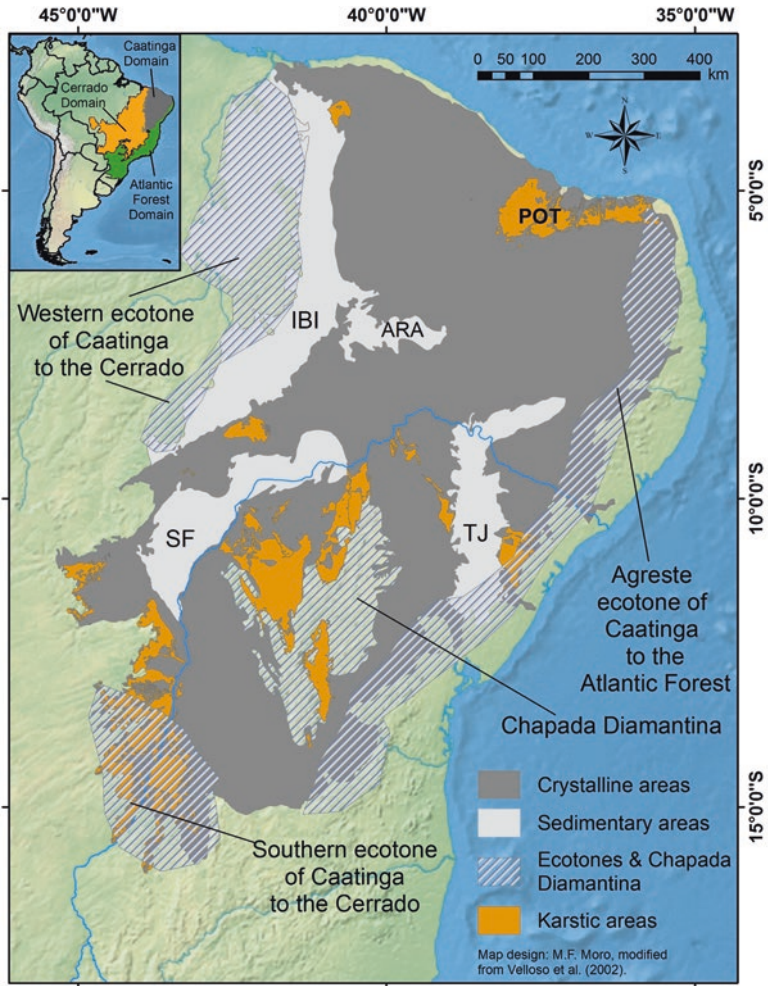 45°0'0"W
40°0'0"W
35°0'0"W
Caatinga
Domain
Cerrado
Domain
Atlantic
Forest
Domain
0 50 100 200 300 400
km
N
W
E
S
5°0'0"S
POT
Western ecotone
of Caatinga
to the Cerrado
IBI
ARA
10°0'0"S
SF
TJ
Agreste
ecotone of
Caatinga
to the
Atlantic Forest
Chapada Diamantina
15°0'0"S
Southern ecotone
of Caatinga
to the Cerrado
Crystalline areas
Sedimentary areas
Ecotones & Chapada
Diamantina
Karstic areas
Map design: M.F. Moro, modified
from Velloso et al. (2002).